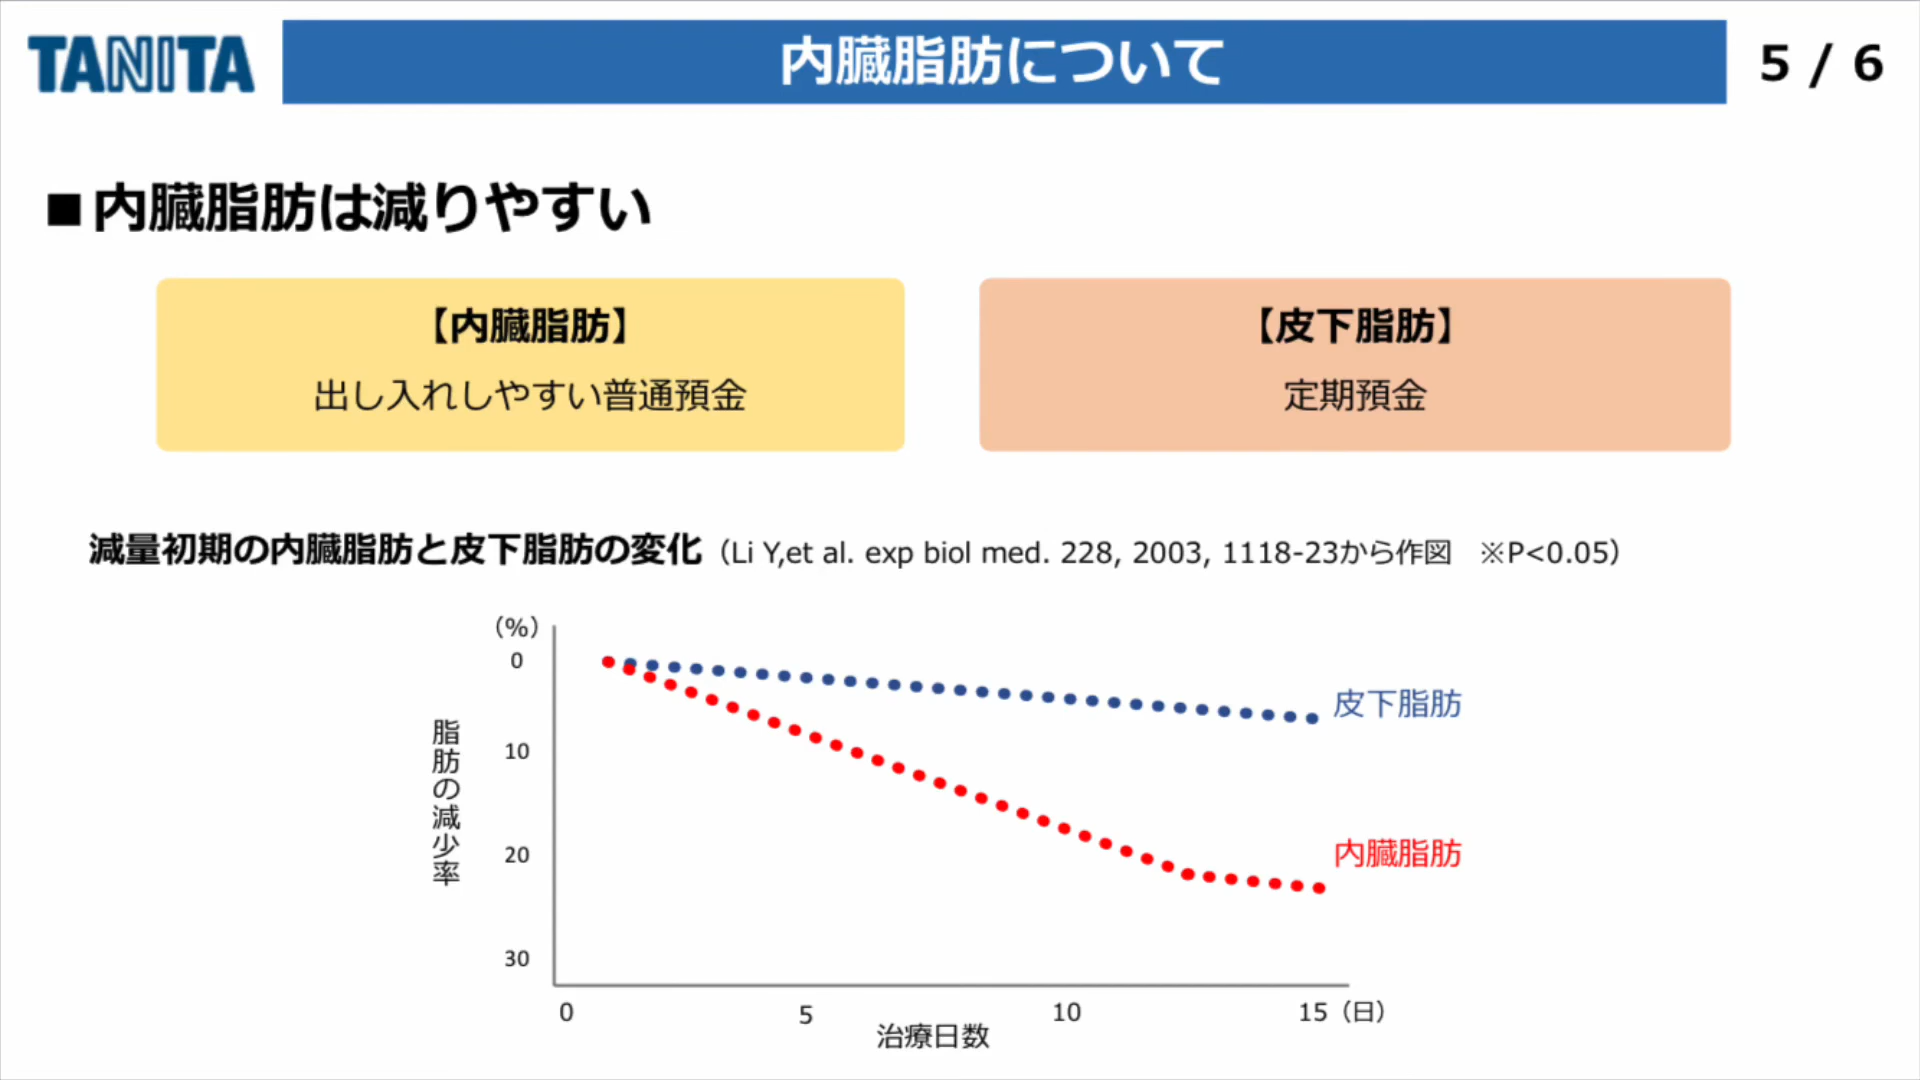 TANITA
内臓脂肪について
5 / 6
■内臓脂肪は減りやすい
【内臓脂肪】
出し入れしやすい普通預金
【皮下脂肪】
定期預金
減量初期の内臓脂肪と皮下脂肪の変化（Li Y,et al. exp biol med. 228, 2003, 1118-23から作図　※P<0.05）
（%）
0
10
20
30
脂肪の減少率
皮下脂肪
内臓脂肪
0
5
10
15（日）
治療日数